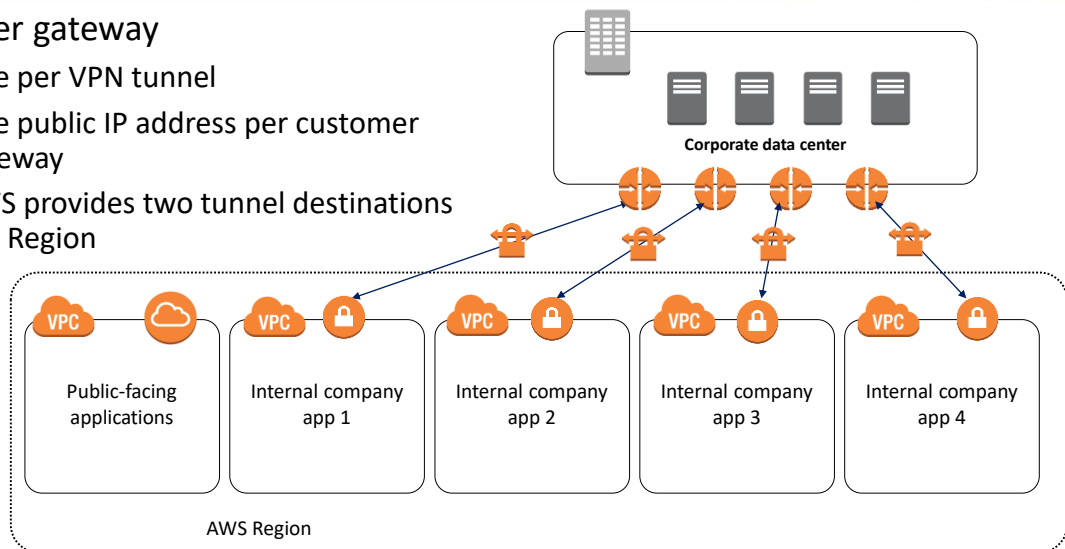 er gateway
e per VPN tunnel
e public IP address per customer
eway
S provides two tunnel destinations
Region
Corporate data center
VPC
VPC
VPC
VPC
VPC
Public-facing
applications
Internal company
app 1
Internal company
app 2
Internal company
app 3
Internal company
app 4
AWS Region